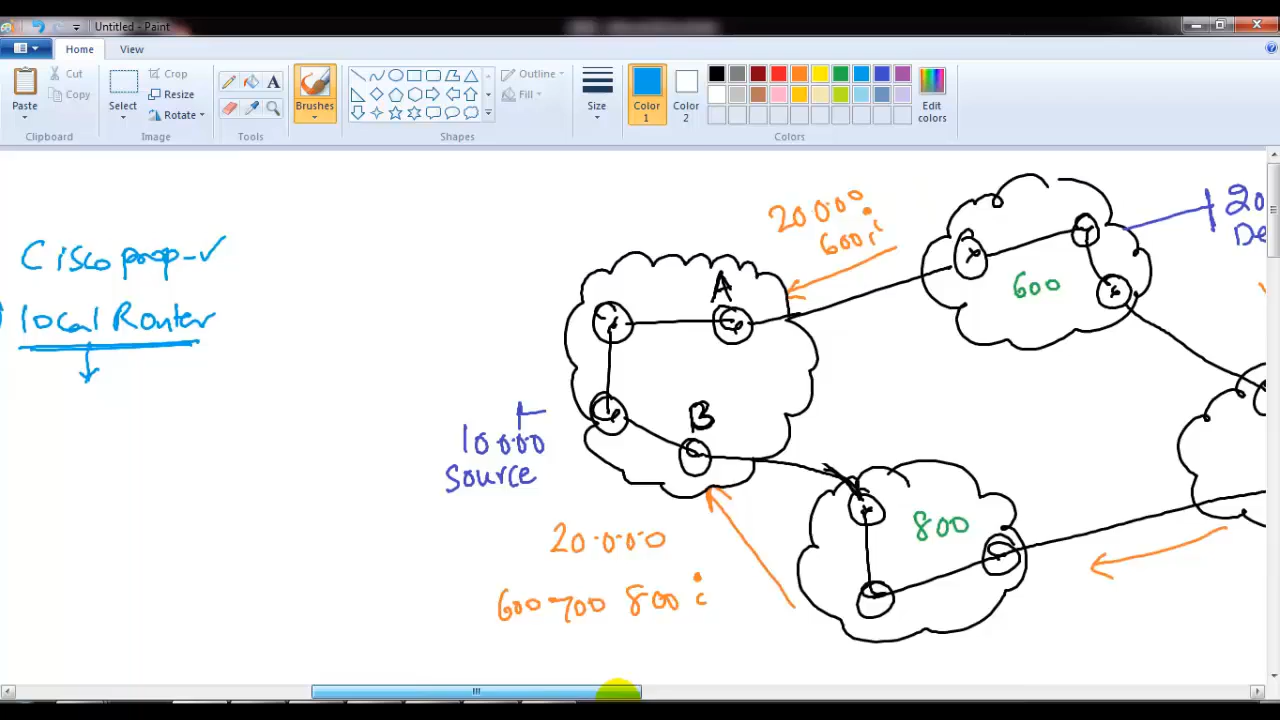 Untitled - Paint
Home
View
Paste
Cut
Copy
Clipboard
Select
Crop
Resize
Rotate
Image
A
Tools
Brushes
Shapes
Outline
Fill
Size
Color
1
Color
2
Edit
colors
Colors
Cisco prop-
local Router
20.0.0.0
600 i
A
B
600
20
De
10.0.0.0
Source
20.0.0.0
600 700 800 i
800